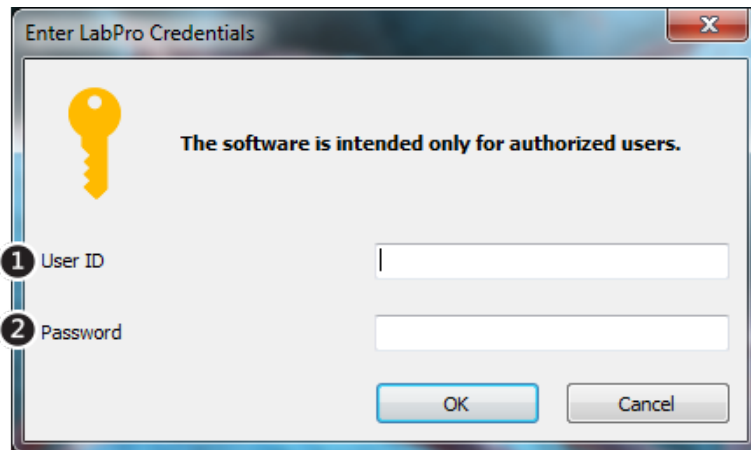 Enter LabPro Credentials
X
The software is intended only for authorized users.
1 User ID
2 Password
OK Cancel